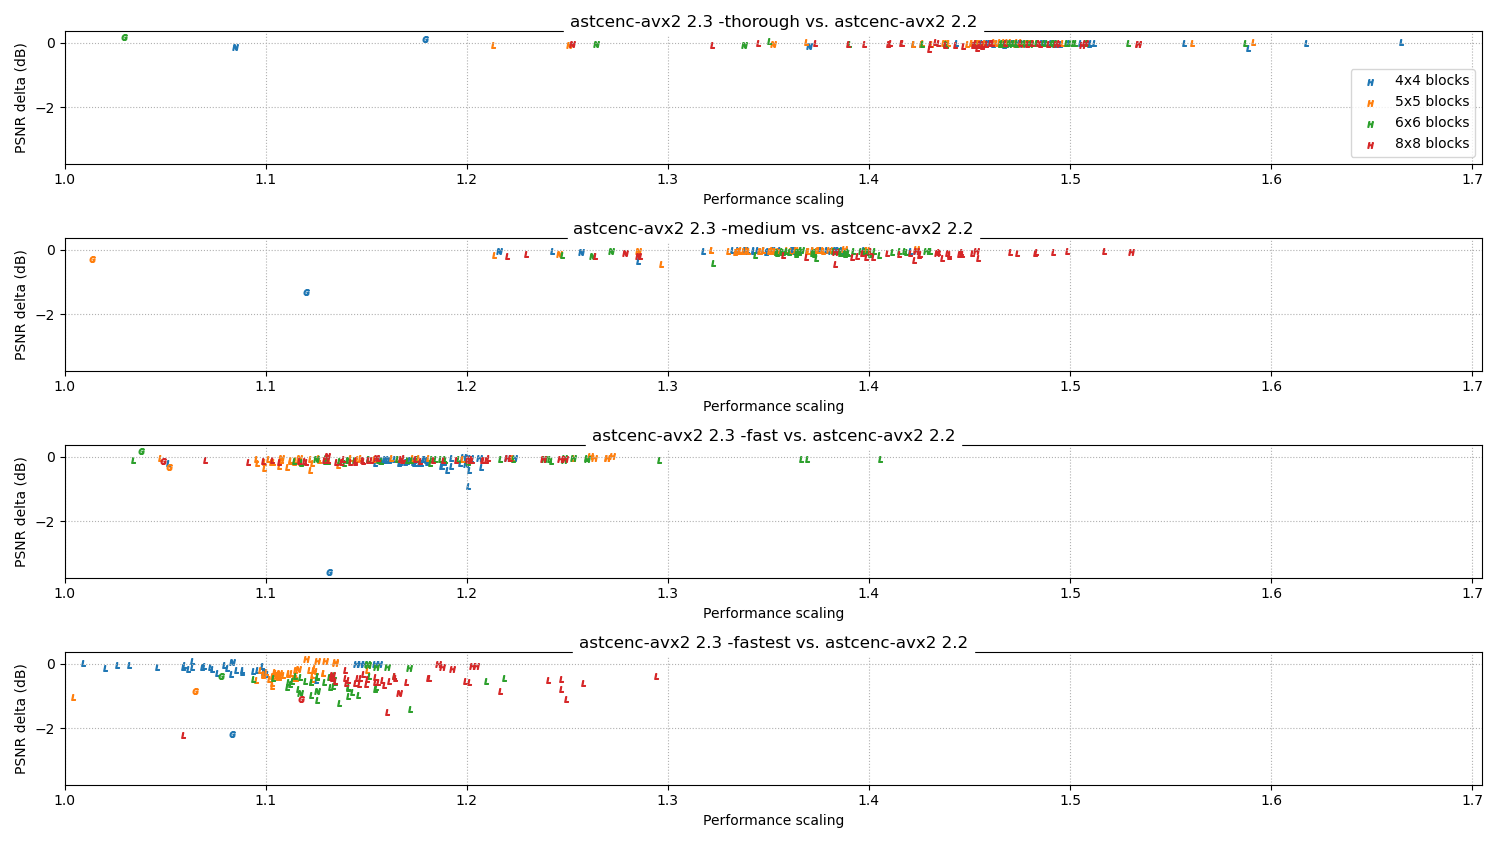 astcenc-avx2 2.3 -thorough vs. astcenc-avx2 2.2
PSNR delta (dB)
0
−2
H 4x4 blocks
H 5x5 blocks
H 6x6 blocks
H 8x8 blocks
1.0 1.1 1.2 1.3 1.4 1.5 1.6 1.7
Performance scaling
astcenc-avx2 2.3 -medium vs. astcenc-avx2 2.2
PSNR delta (dB)
0
−2
1.0 1.1 1.2 1.3 1.4 1.5 1.6 1.7
Performance scaling
astcenc-avx2 2.3 -fast vs. astcenc-avx2 2.2
PSNR delta (dB)
0
−2
1.0 1.1 1.2 1.3 1.4 1.5 1.6 1.7
Performance scaling
astcenc-avx2 2.3 -fastest vs. astcenc-avx2 2.2
PSNR delta (dB)
0
−2
1.0 1.1 1.2 1.3 1.4 1.5 1.6 1.7
Performance scaling